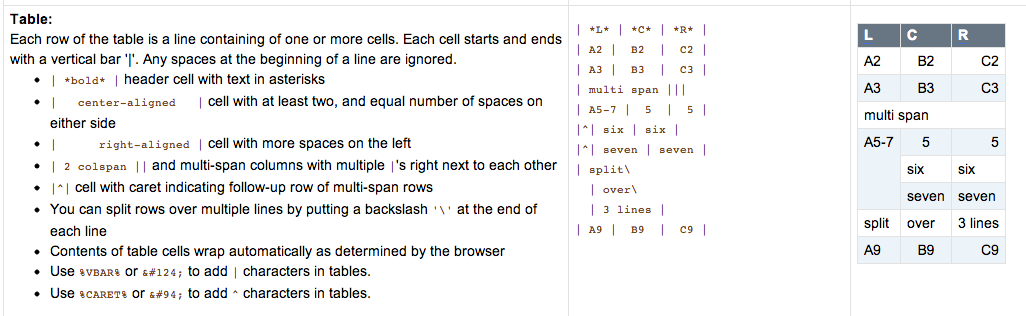 Table:
Each row of the table is a line containing of one or more cells. Each cell starts and ends
with a vertical bar '|'. Any spaces at the beginning of a line are ignored.
• | *bold* | header cell with text in asterisks
• |   center-aligned   | cell with at least two, and equal number of spaces on
either side
• |      right-aligned | cell with more spaces on the left
• | 2 colspan || and multi-span columns with multiple |'s right next to each other
• |^| cell with caret indicating follow-up row of multi-span rows
• You can split rows over multiple lines by putting a backslash '\' at the end of
each line
• Contents of table cells wrap automatically as determined by the browser
• Use %VBAR% or &#124; to add | characters in tables.
• Use %CARET% or &#94; to add ^ characters in tables.
| *L* | *C* | *R* |
| A2 |  B2  |  C2 |
| A3 |  B3  |  C3 |
| multi span |||
| A5-7 |  5  |  5 |
|^| six | six |
|^| seven | seven |
| split\
  | over\
  | 3 lines |
| A9 |  B9  |  C9 |
L C R
A2 B2 C2
A3 B3 C3
multi span
A5-7 5 5
six six
seven seven
split over 3 lines
A9 B9 C9